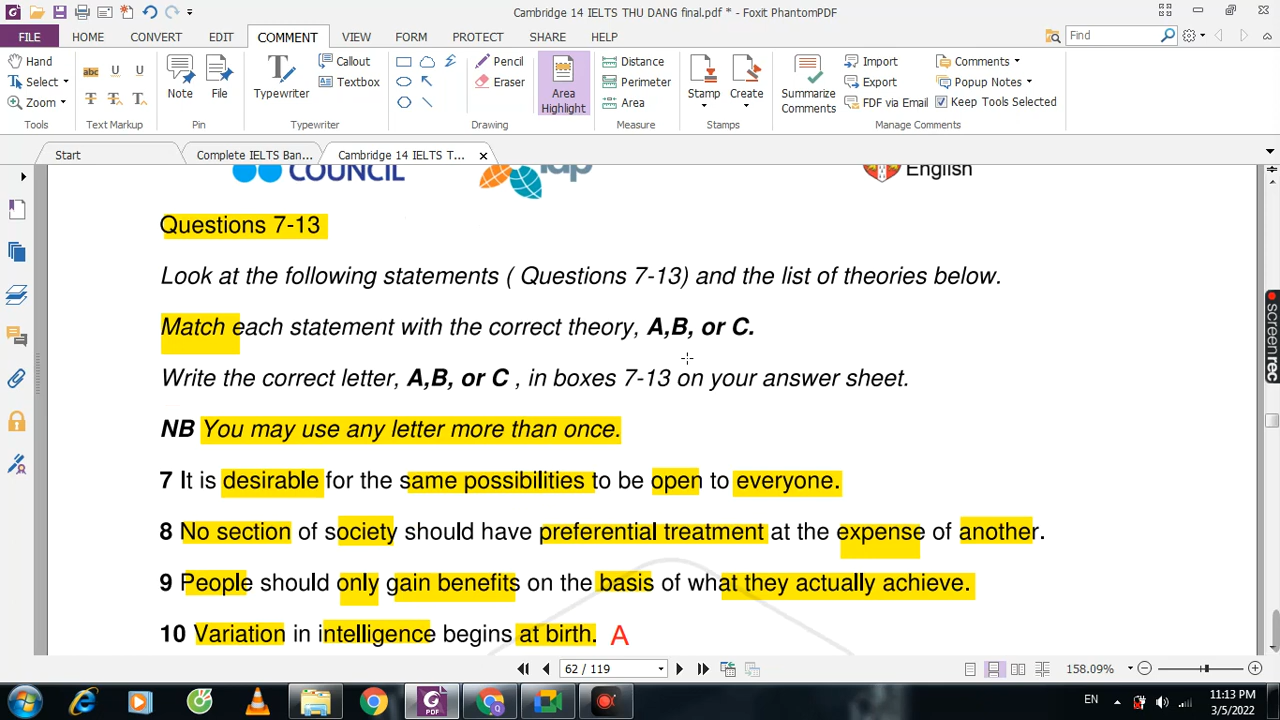 Cambridge 14 IELTS THU DANG final.pdf * - Foxit PhantomPDF
FILE HOME CONVERT EDIT COMMENT VIEW FORM PROTECT SHARE HELP Find
Hand Callout Pencil Distance Import Comments
abc U U
Select Textbox Eraser Perimeter Export Popup Notes
Note File Typewriter Area Highlight Stamp Create Summarize Comments
T T T
Zoom Area FDF via Email Keep Tools Selected
Tools Text Markup Pin Typewriter Drawing Measure Stamps Manage Comments
Start Complete IELTS Ban... Cambridge 14 IELTS T...
COUNCIL idp English
Questions 7-13
Look at the following statements ( Questions 7-13) and the list of theories below.
Match each statement with the correct theory, A,B, or C.
Write the correct letter, A,B, or C , in boxes 7-13 on your answer sheet.
NB You may use any letter more than once.
7 It is desirable for the same possibilities to be open to everyone.
8 No section of society should have preferential treatment at the expense of another.
9 People should only gain benefits on the basis of what they actually achieve.
10 Variation in intelligence begins at birth. A
screenrec
62 / 119 158.09%
PDF
EN 11:13 PM
3/5/2022